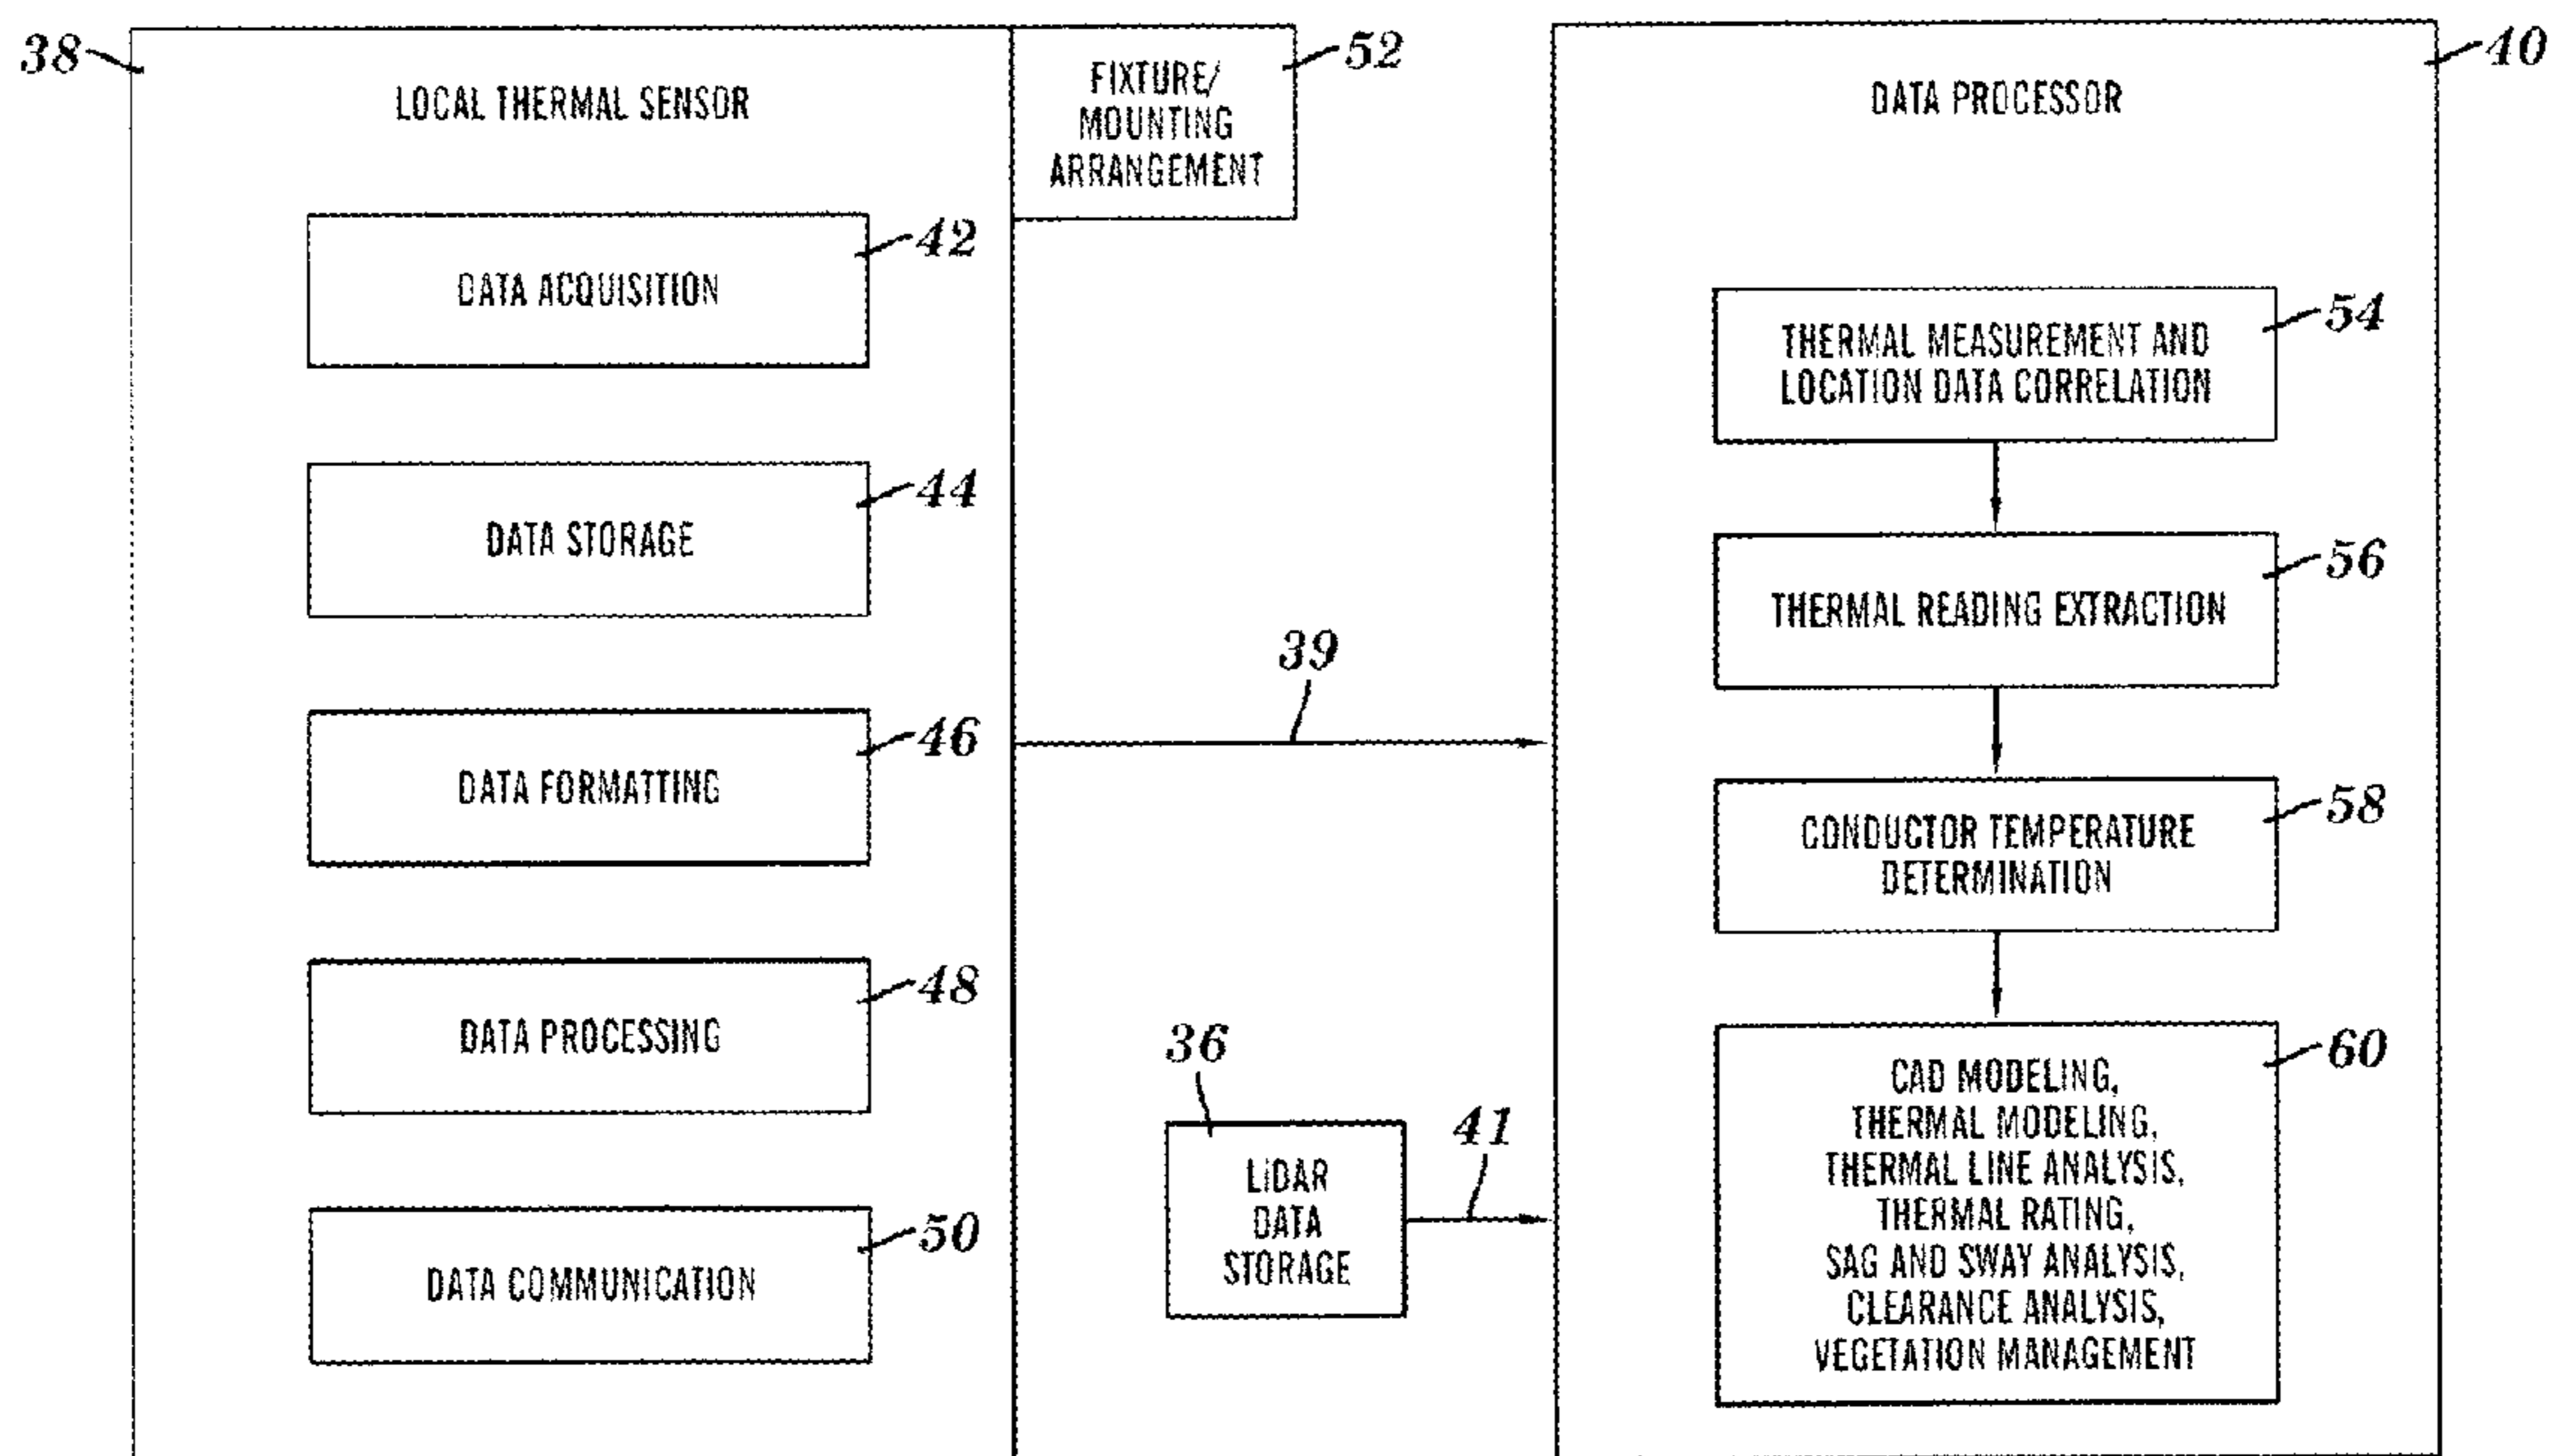 38
LOCAL THERMAL SENSOR
FIXTURE/
MOUNTING
ARRANGEMENT
52
DATA ACQUISITION
42
DATA STORAGE
44
DATA FORMATTING
46
DATA PROCESSING
48
DATA COMMUNICATION
50
39
36
LiDAR
DATA
STORAGE
41
DATA PROCESSOR
40
THERMAL MEASUREMENT AND
LOCATION DATA CORRELATION
54
THERMAL READING EXTRACTION
56
CONDUCTOR TEMPERATURE
DETERMINATION
58
CAD MODELING,
THERMAL MODELING,
THERMAL LINE ANALYSIS,
THERMAL RATING,
SAG AND SWAY ANALYSIS,
CLEARANCE ANALYSIS,
VEGETATION MANAGEMENT
60